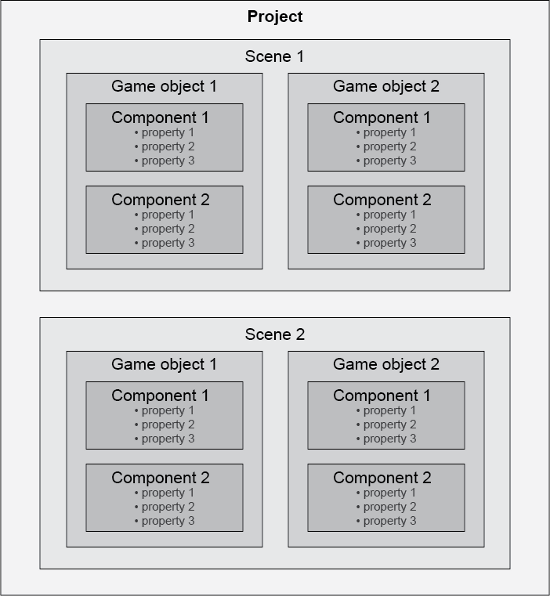 Project
Scene 1
Game object 1
Component 1
• property 1
• property 2
• property 3
Component 2
• property 1
• property 2
• property 3
Game object 2
Component 1
• property 1
• property 2
• property 3
Component 2
• property 1
• property 2
• property 3
Scene 2
Game object 1
Component 1
• property 1
• property 2
• property 3
Component 2
• property 1
• property 2
• property 3
Game object 2
Component 1
• property 1
• property 2
• property 3
Component 2
• property 1
• property 2
• property 3